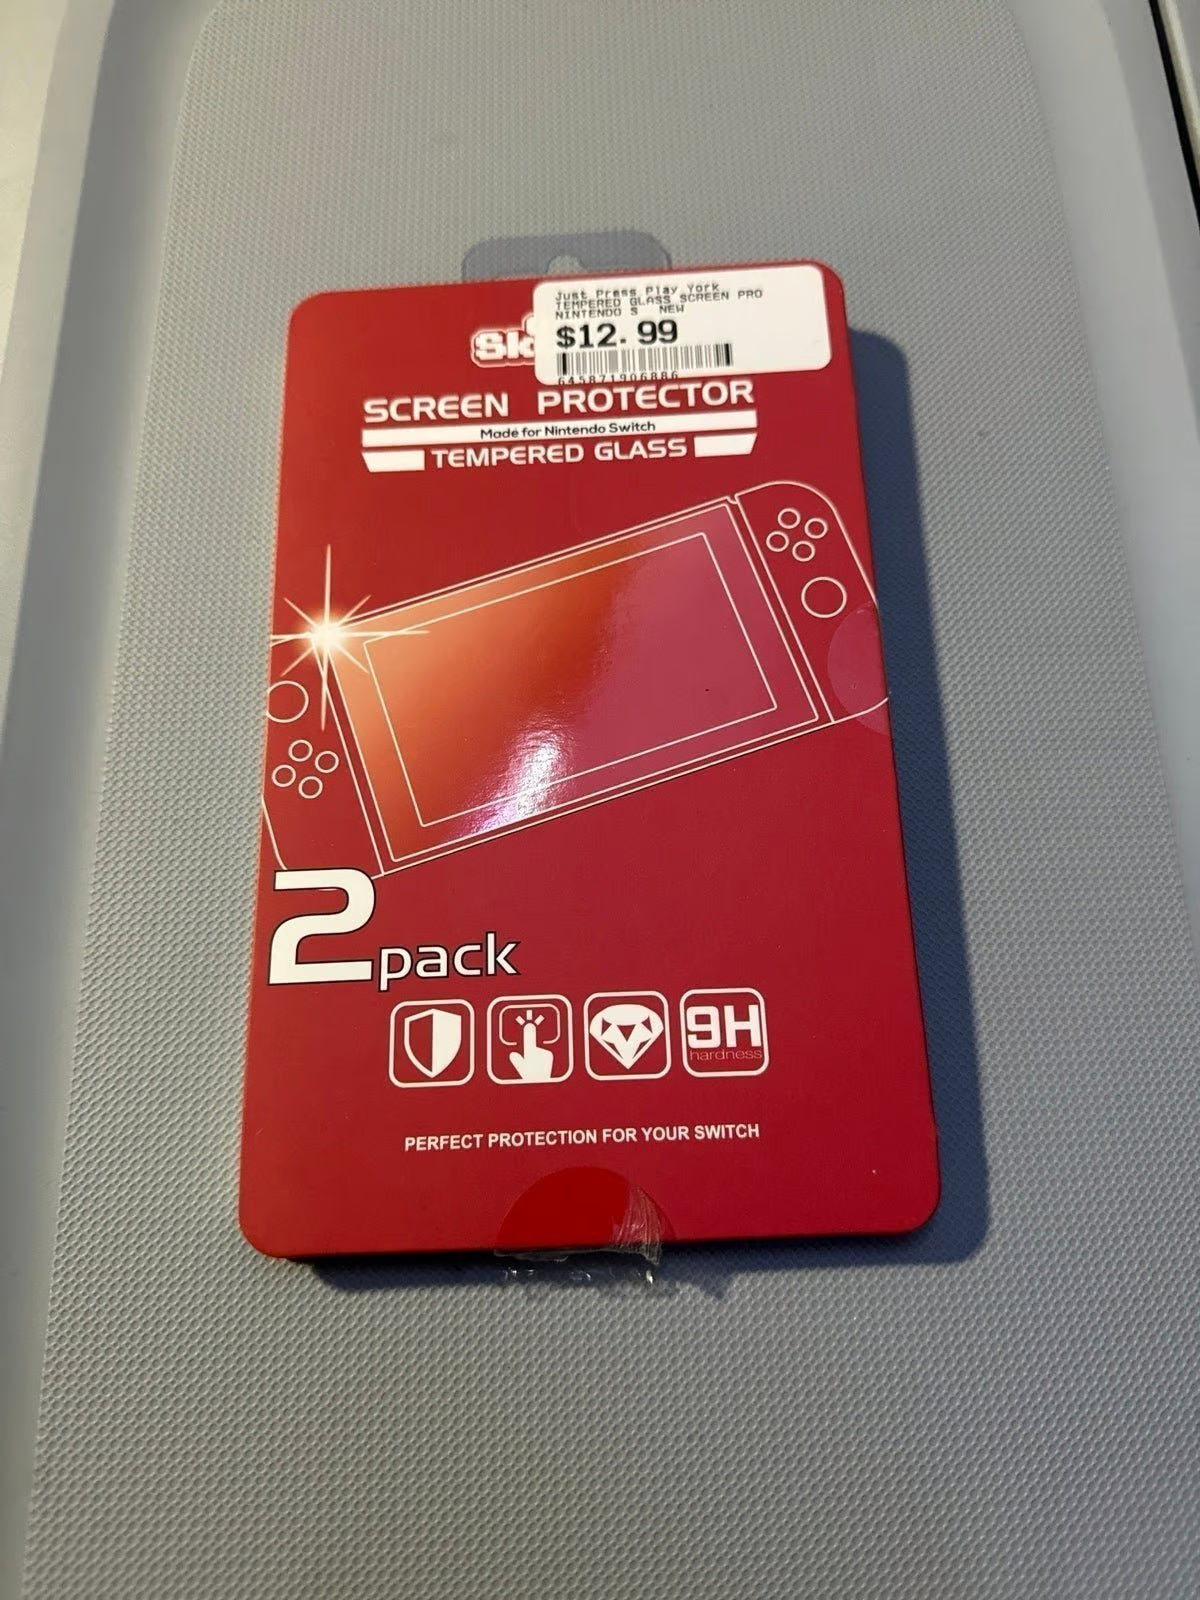 Just Press Play York
TEMPERED GLASS SCREEN PRO
NINTENDO S NEW
$12.99
645871906886
SCREEN PROTECTOR
Made for Nintendo Switch
TEMPERED GLASS
2pack
9H
hardness
PERFECT PROTECTION FOR YOUR SWITCH